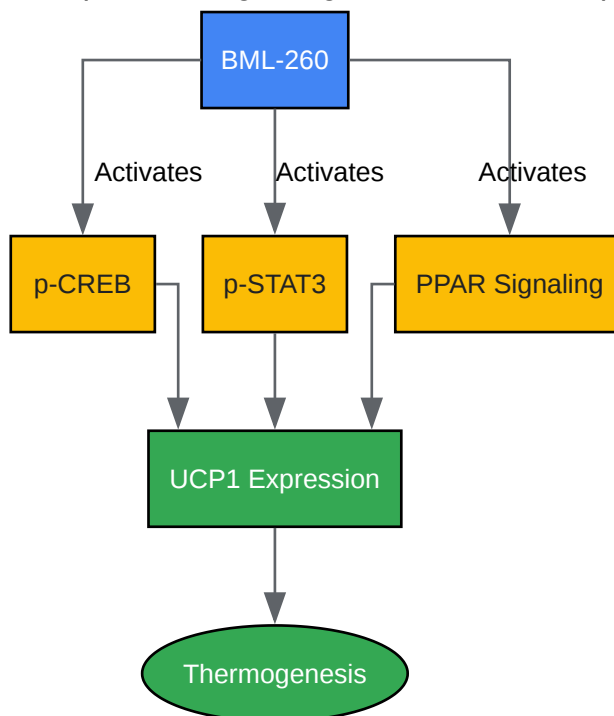 BML-260
Activates
Activates
Activates
p-CREB
p-STAT3
PPAR Signaling
UCP1 Expression
Thermogenesis